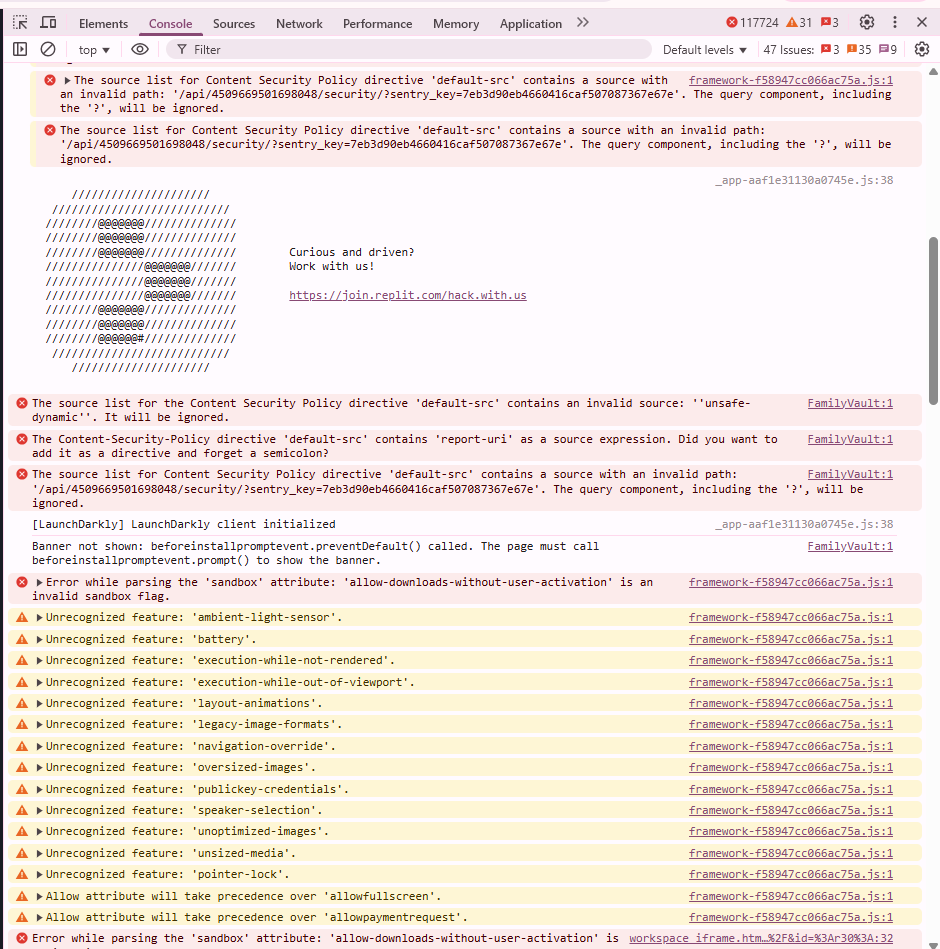 Elements Console Sources Network Performance Memory Application 117724 31 3
top Filter Default levels 47 Issues: 3 35 9
The source list for Content Security Policy directive 'default-src' contains a source with framework-f58947cc066ac75a.js:1
an invalid path: '/api/4509669501698048/security/?sentry_key=7eb3d90eb4660416caf507087367e67e'. The query component, including
the '?', will be ignored.
The source list for Content Security Policy directive 'default-src' contains a source with an invalid path:
'/api/4509669501698048/security/?sentry_key=7eb3d90eb4660416caf507087367e67e'. The query component, including the '?', will be
ignored.
_app-aaf1e31130a0745e.js:38
/////////////////////
///////////////////////////
////////@@@@@@@//////////////
////////@@@@@@@//////////////
////////@@@@@@@////////////// Curious and driven?
///////////////@@@@@@@/////// Work with us!
///////////////@@@@@@@///////
///////////////@@@@@@@/////// https://join.replit.com/hack.with.us
////////@@@@@@@//////////////
////////@@@@@@@//////////////
////////@@@@@@#//////////////
///////////////////////////
/////////////////////
The source list for the Content Security Policy directive 'default-src' contains an invalid source: ''unsafe- FamilyVault:1
dynamic''. It will be ignored.
The Content-Security-Policy directive 'default-src' contains 'report-uri' as a source expression. Did you want to FamilyVault:1
add it as a directive and forget a semicolon?
The source list for Content Security Policy directive 'default-src' contains a source with an invalid path: FamilyVault:1
'/api/4509669501698048/security/?sentry_key=7eb3d90eb4660416caf507087367e67e'. The query component, including the '?', will be
ignored.
[LaunchDarkly] LaunchDarkly client initialized _app-aaf1e31130a0745e.js:38
Banner not shown: beforeinstallpromptevent.preventDefault() called. The page must call FamilyVault:1
beforeinstallpromptevent.prompt() to show the banner.
Error while parsing the 'sandbox' attribute: 'allow-downloads-without-user-activation' is an framework-f58947cc066ac75a.js:1
invalid sandbox flag.
Unrecognized feature: 'ambient-light-sensor'. framework-f58947cc066ac75a.js:1
Unrecognized feature: 'battery'. framework-f58947cc066ac75a.js:1
Unrecognized feature: 'execution-while-not-rendered'. framework-f58947cc066ac75a.js:1
Unrecognized feature: 'execution-while-out-of-viewport'. framework-f58947cc066ac75a.js:1
Unrecognized feature: 'layout-animations'. framework-f58947cc066ac75a.js:1
Unrecognized feature: 'legacy-image-formats'. framework-f58947cc066ac75a.js:1
Unrecognized feature: 'navigation-override'. framework-f58947cc066ac75a.js:1
Unrecognized feature: 'oversized-images'. framework-f58947cc066ac75a.js:1
Unrecognized feature: 'publickey-credentials'. framework-f58947cc066ac75a.js:1
Unrecognized feature: 'speaker-selection'. framework-f58947cc066ac75a.js:1
Unrecognized feature: 'unoptimized-images'. framework-f58947cc066ac75a.js:1
Unrecognized feature: 'unsized-media'. framework-f58947cc066ac75a.js:1
Unrecognized feature: 'pointer-lock'. framework-f58947cc066ac75a.js:1
Allow attribute will take precedence over 'allowfullscreen'. framework-f58947cc066ac75a.js:1
Allow attribute will take precedence over 'allowpaymentrequest'. framework-f58947cc066ac75a.js:1
Error while parsing the 'sandbox' attribute: 'allow-downloads-without-user-activation' is workspace_iframe.htm…%2F&id=%3Ar30%3A:32